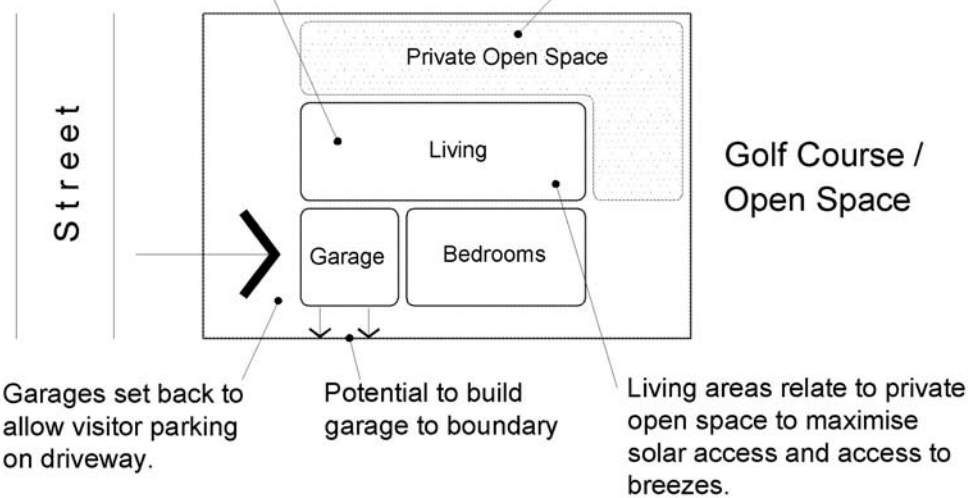 Private Open Space
Street
Living
Golf Course /
Open Space
Garage
Bedrooms
Garages set back to
allow visitor parking
on driveway.
Potential to build
garage to boundary
Living areas relate to private
open space to maximise
solar access and access to
breezes.